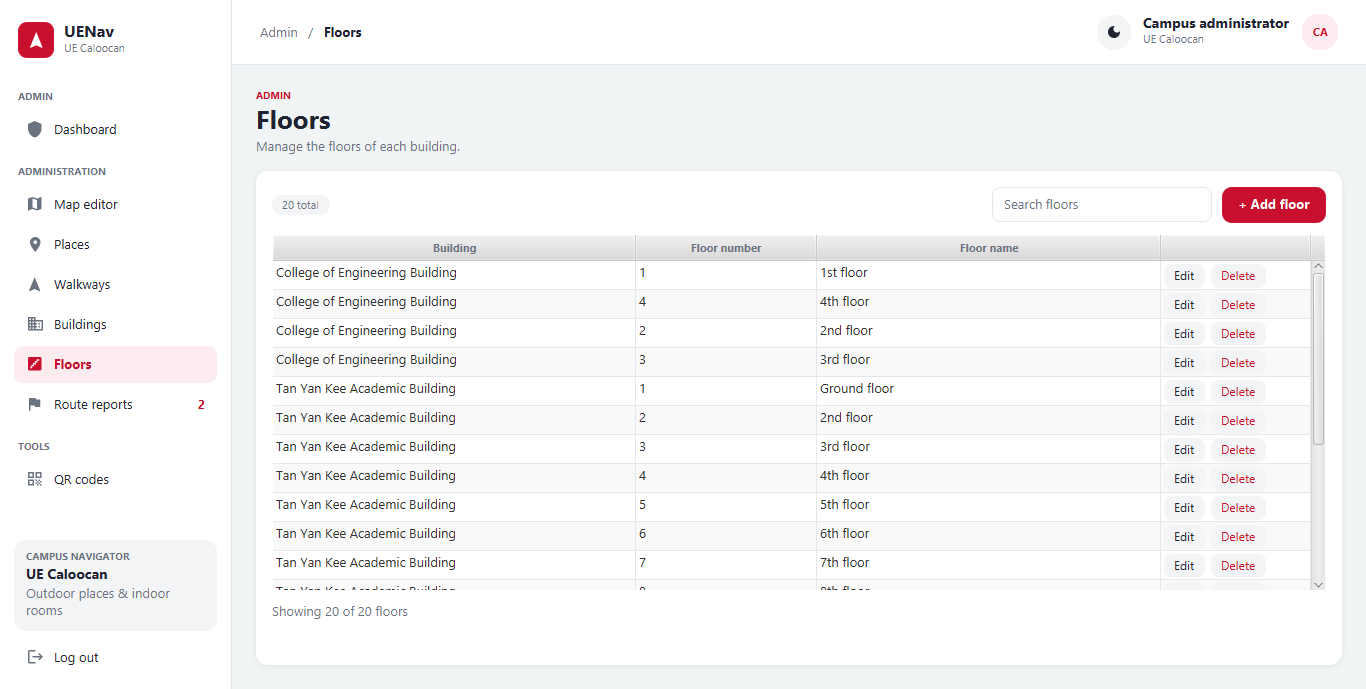 UENav
UE Caloocan
ADMIN
Dashboard
ADMINISTRATION
Map editor
Places
Walkways
Buildings
Floors
Route reports 2
TOOLS
QR codes
CAMPUS NAVIGATOR
UE Caloocan
Outdoor places & indoor
rooms
Log out
Admin / Floors
Campus administrator
UE Caloocan
CA
ADMIN
Floors
Manage the floors of each building.
20 total
Search floors
+ Add floor
Building Floor number Floor name
College of Engineering Building 1 1st floor Edit Delete
College of Engineering Building 4 4th floor Edit Delete
College of Engineering Building 2 2nd floor Edit Delete
College of Engineering Building 3 3rd floor Edit Delete
Tan Yan Kee Academic Building 1 Ground floor Edit Delete
Tan Yan Kee Academic Building 2 2nd floor Edit Delete
Tan Yan Kee Academic Building 3 3rd floor Edit Delete
Tan Yan Kee Academic Building 4 4th floor Edit Delete
Tan Yan Kee Academic Building 5 5th floor Edit Delete
Tan Yan Kee Academic Building 6 6th floor Edit Delete
Tan Yan Kee Academic Building 7 7th floor Edit Delete
Showing 20 of 20 floors